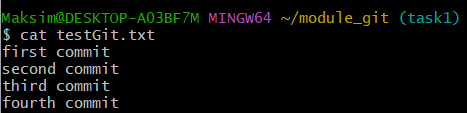 Maksim@DESKTOP-A03BF7M MINGW64 ~/module_git (task1)
$ cat testGit.txt
first commit
second commit
third commit
fourth commit